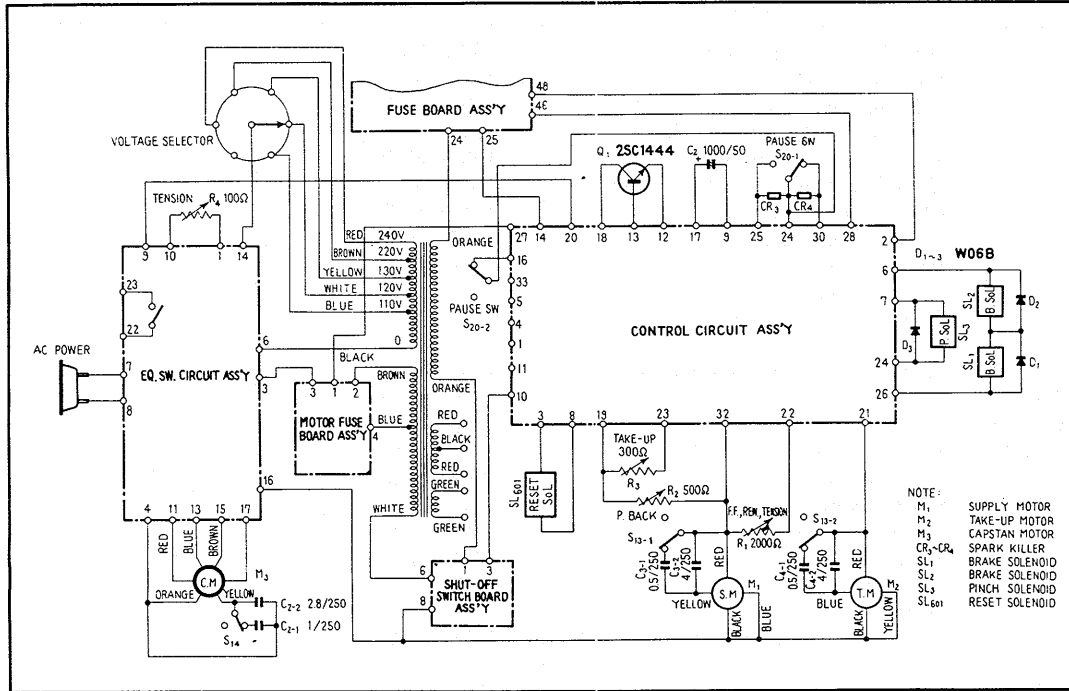 48
46
FUSE BOARD ASS'Y
24 25
VOLTAGE SELECTOR
Q1 2SC1444
C2 1000/50
+
PAUSE SW
S20-1
CR3 CR4
TENSION
R4 100Ω
9 10 1 14
RED 240V
BROWN 220V
YELLOW 130V
WHITE 120V
BLUE 110V
0
BLACK
ORANGE
PAUSE SW
S20-2
27 14 20 18 13 12 17 9 25 24 30 28
16
33
5
4
1
11
10
CONTROL CIRCUIT ASS'Y
2
6
7
24
26
D1~3 W06B
SL2
B. SOL
D2
D3
P. SOL
SL3
SL1
B. SOL
D1
23
22
AC POWER
7
8
EQ. SW. CIRCUIT ASS'Y
6
3
16
3 1 2
MOTOR FUSE
BOARD ASS'Y
4
BROWN
BLUE
WHITE
ORANGE
RED
BLACK
RED
GREEN
GREEN
3 8 19 23 32 22 21
TAKE-UP
300Ω
R3
SL601
RESET
SOL
R2 500Ω
P. BACK
F.F, REW, TENSION
R1 2000Ω
S13-1
C3-1
0.5/250
C3-2
4/250
RED
YELLOW
S.M
M1
BLACK
BLUE
S13-2
C4-1
0.5/250
C4-2
4/250
RED
BLUE
T.M
M2
YELLOW
BLACK
4 11 13 15 17
RED
BLUE
BROWN
C.M
M3
ORANGE
C2-2 2.8/250
C2-1 1/250
S14
1 3
6
8
SHUT-OFF
SWITCH BOARD
ASS'Y
NOTE:
M1 SUPPLY MOTOR
M2 TAKE-UP MOTOR
M3 CAPSTAN MOTOR
CR3~CR4 SPARK KILLER
SL1 BRAKE SOLENOID
SL2 BRAKE SOLENOID
SL3 PINCH SOLENOID
SL601 RESET SOLENOID